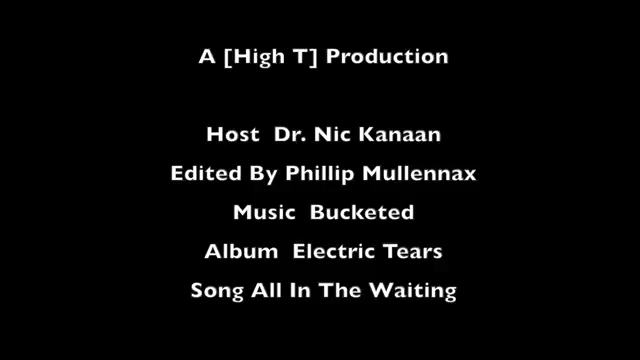 A [High T] Production
Host Dr. Nic Kanaan
Edited By Phillip Mullennax
Music Bucketed
Album Electric Tears
Song All In The Waiting